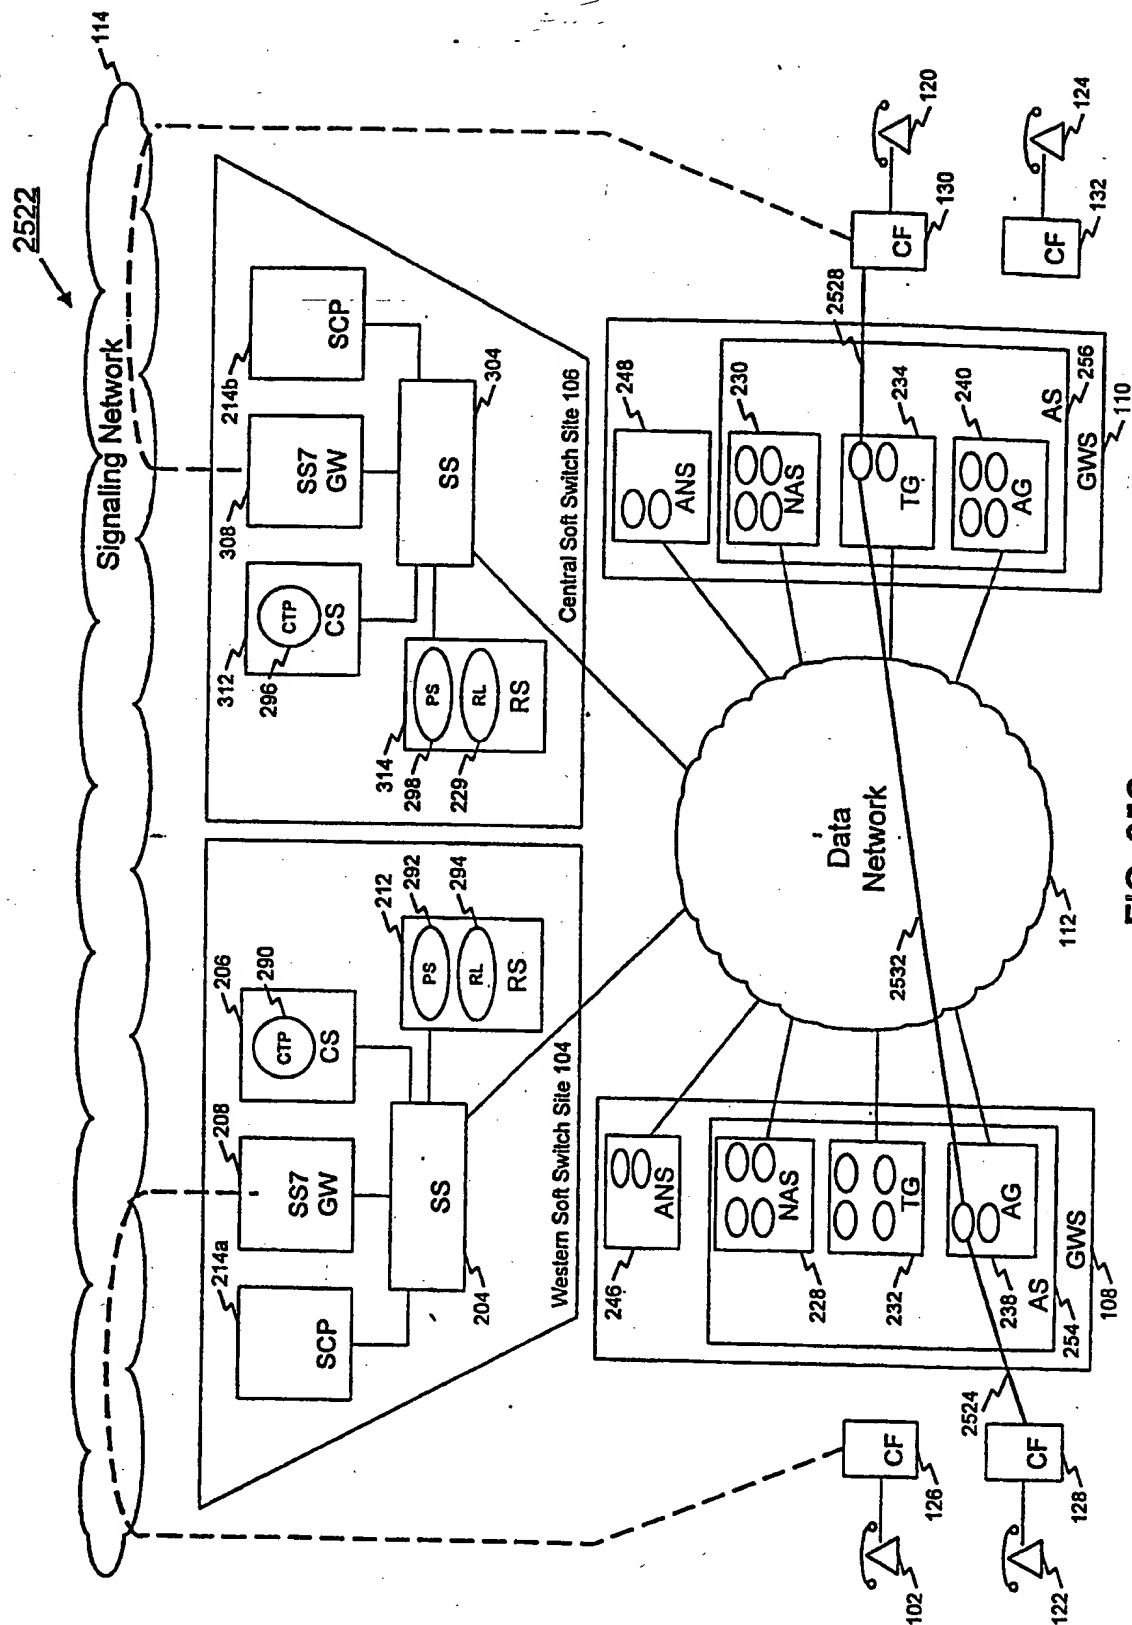 2522
114
Signaling Network
214a
208
206
290
SCP
SS7
GW
CTP
CS
212
292
294
PS
RL
RS
SS
204
Western Soft Switch Site 104
312
296
308
214b
CTP
CS
SS7
GW
SCP
314
298
229
PS
RL
RS
SS
304
Central Soft Switch Site 106
246
ANS
228
NAS
232
TG
238
AG
AS
254
GWS
108
248
ANS
230
NAS
234
TG
240
AG
AS
256
GWS
110
Data
Network
112
2532
2524
2528
CF
126
102
CF
128
122
CF
130
120
CF
132
124